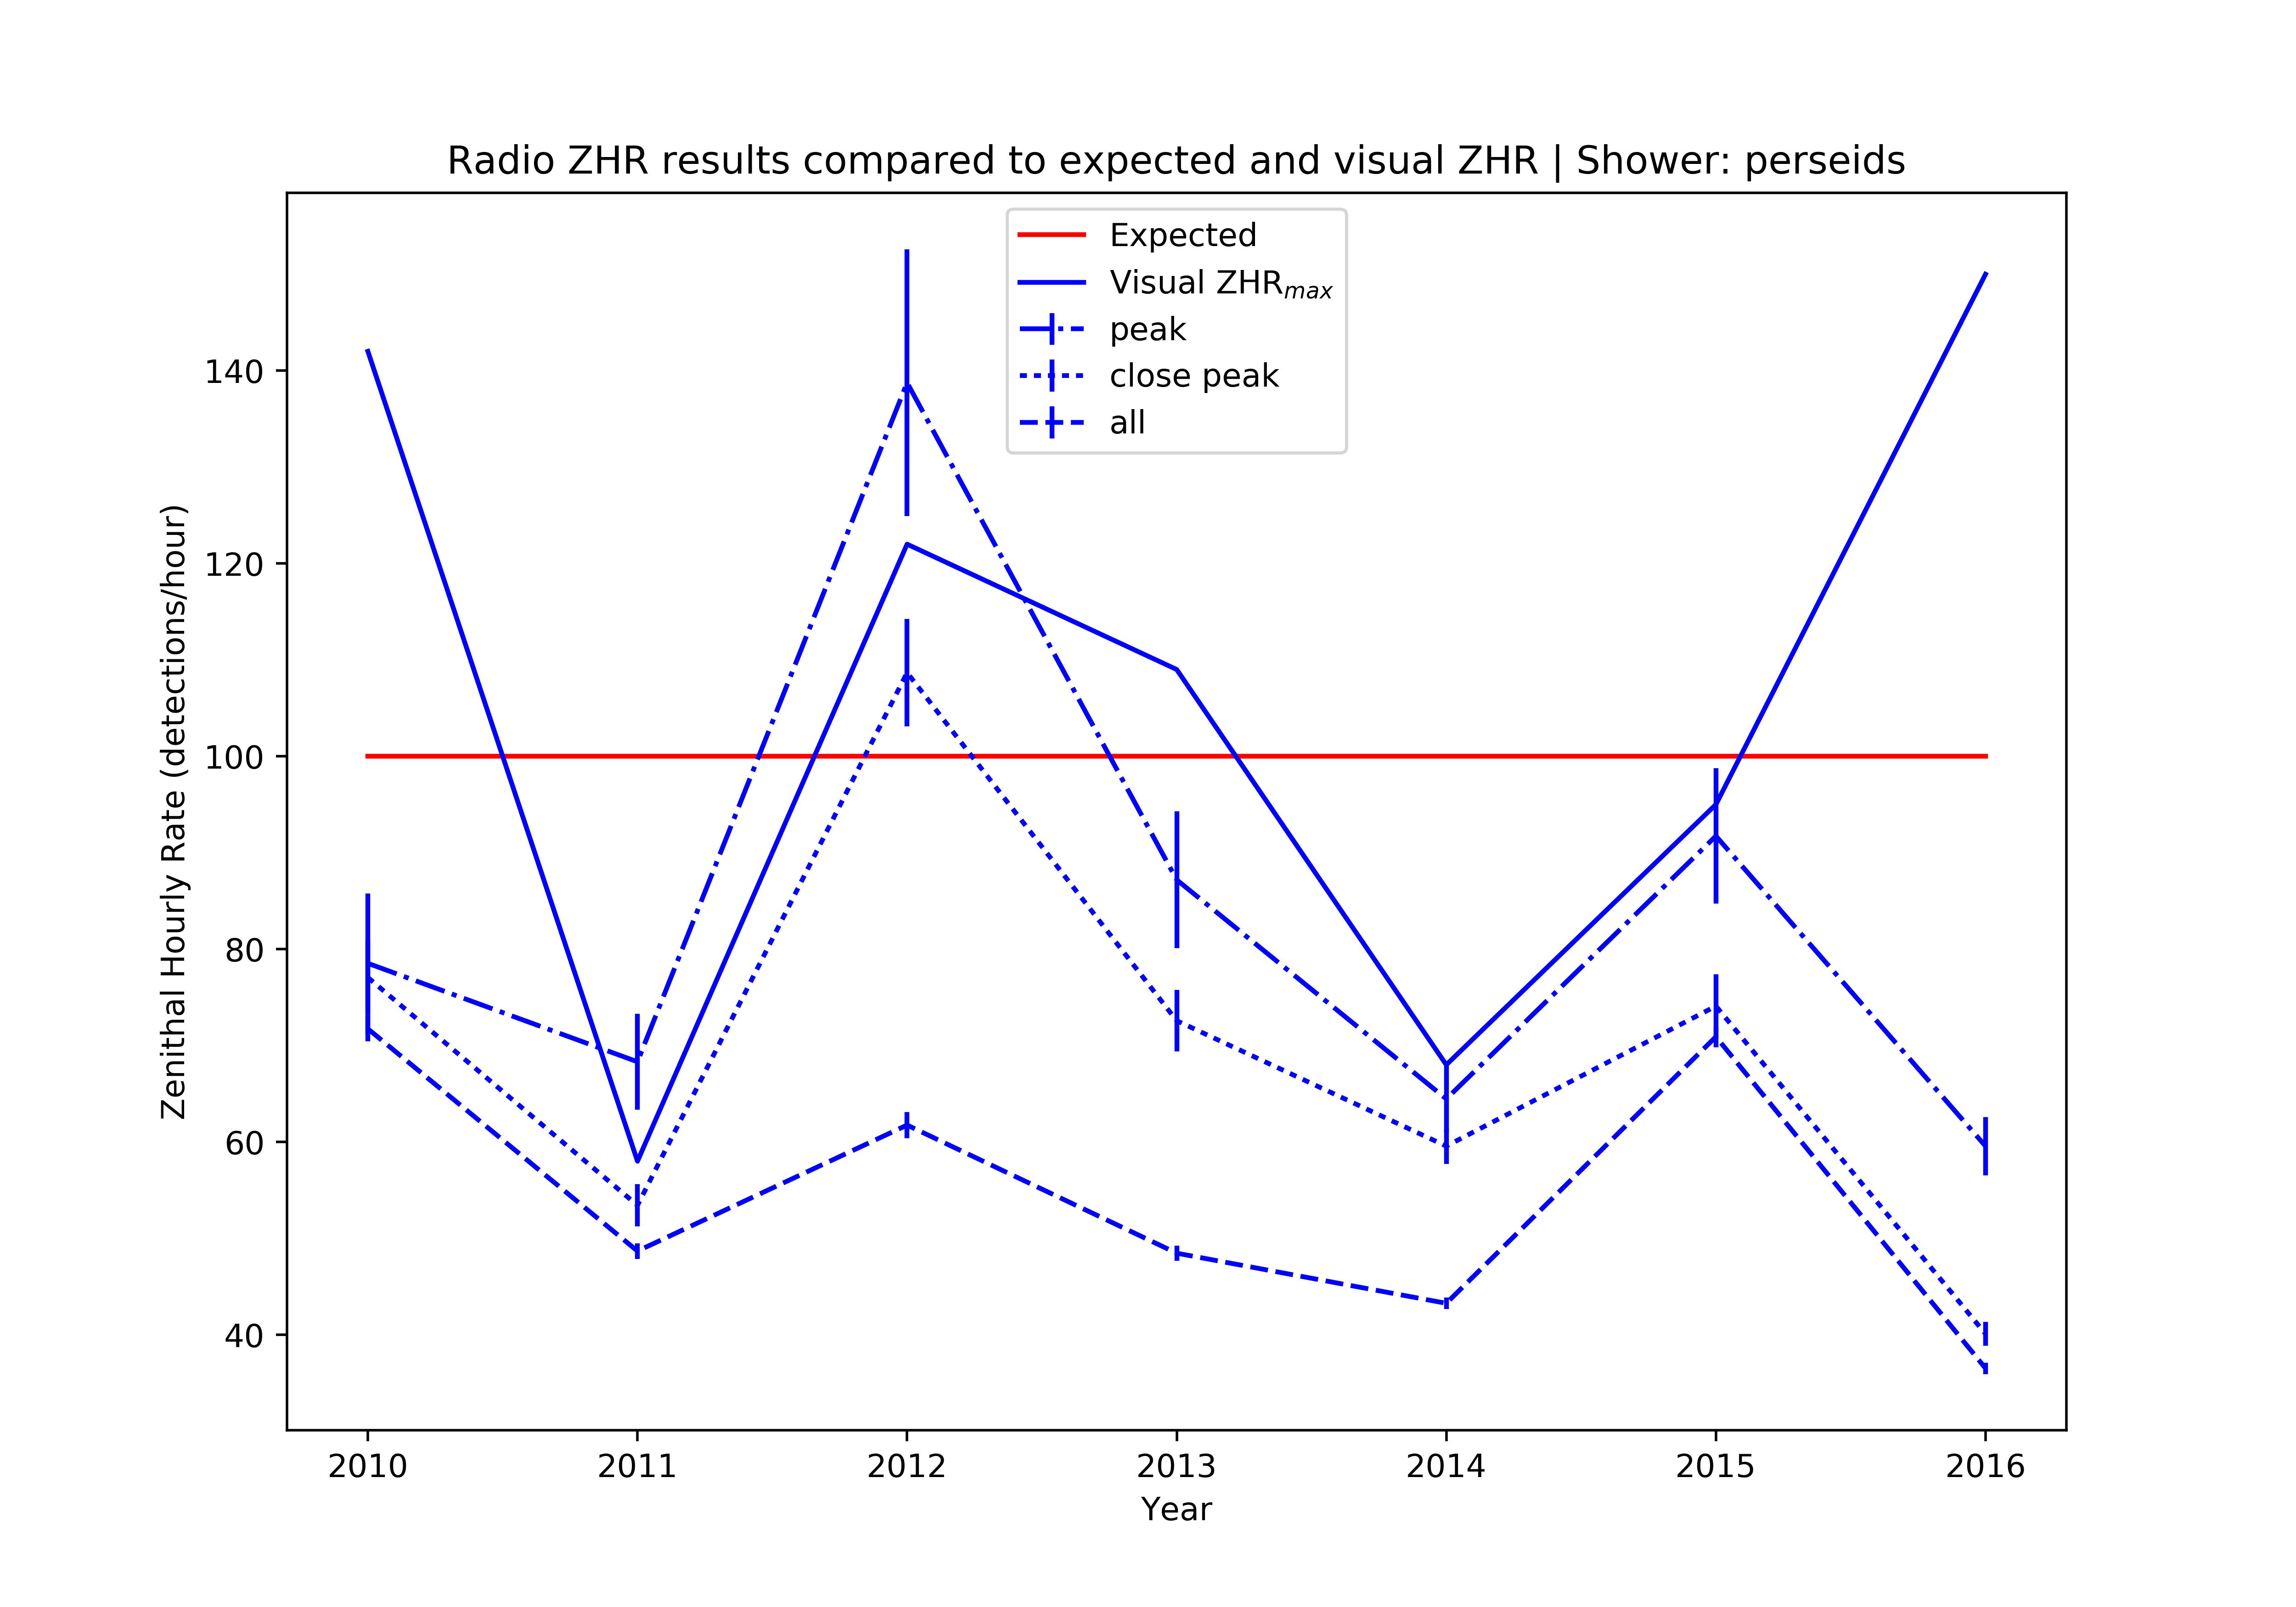 Radio ZHR results compared to expected and visual ZHR | Shower: perseids
Expected
Visual ZHRmax
peak
close peak
all
Zenithal Hourly Rate (detections/hour)
140
120
100
80
60
40
2010 2011 2012 2013 2014 2015 2016
Year